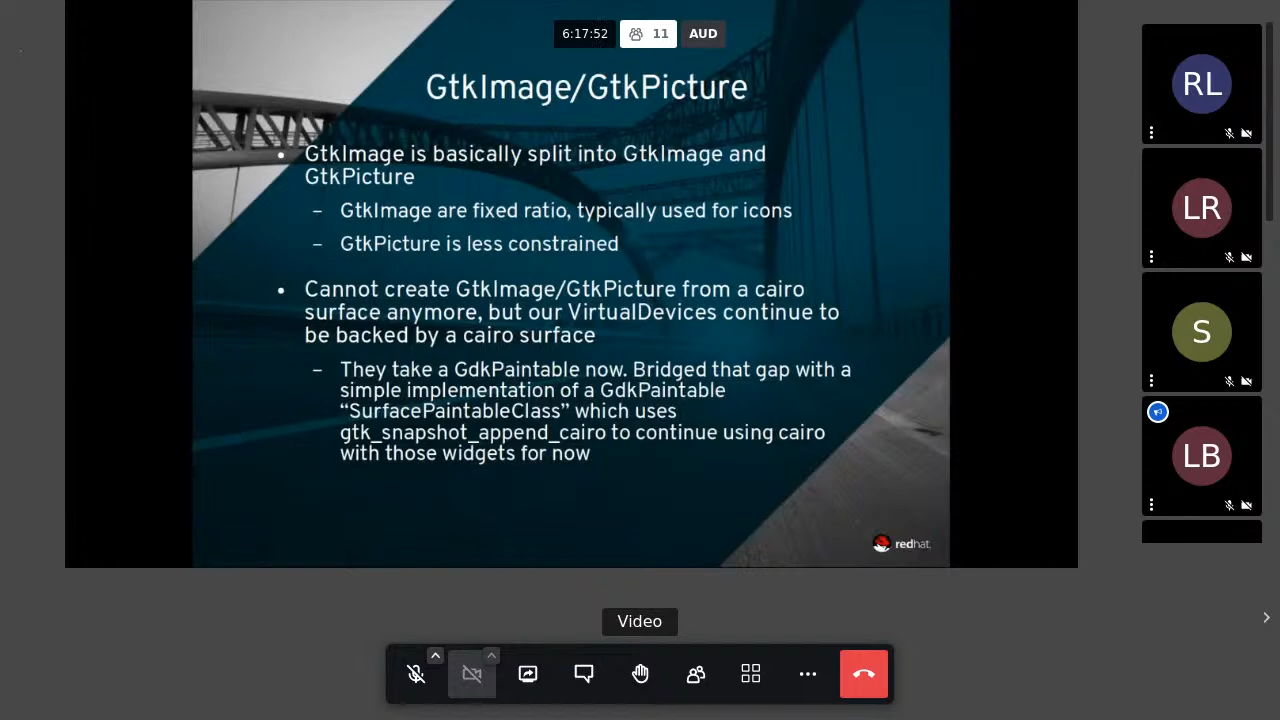 6:17:52 11 AUD
GtkImage/GtkPicture
• GtkImage is basically split into GtkImage and
GtkPicture
– GtkImage are fixed ratio, typically used for icons
– GtkPicture is less constrained
• Cannot create GtkImage/GtkPicture from a cairo
surface anymore, but our VirtualDevices continue to
be backed by a cairo surface
– They take a GdkPaintable now. Bridged that gap with a
simple implementation of a GdkPaintable
“SurfacePaintableClass” which uses
gtk_snapshot_append_cairo to continue using cairo
with those widgets for now
redhat.
RL
LR
S
LB
Video